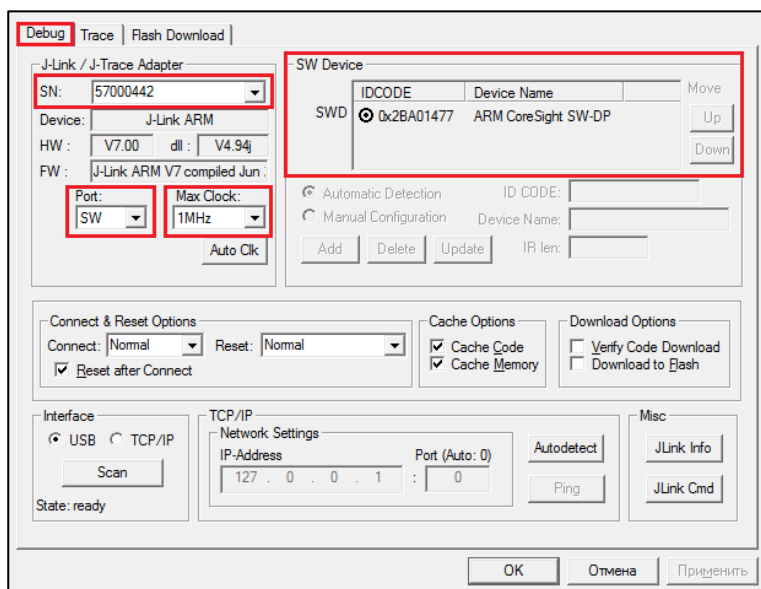 Debug Trace Flash Download
J-Link / J-Trace Adapter
SN: 57000442
Device: J-Link ARM
HW : V7.00 dll : V4.94j
FW : J-Link ARM V7 compiled Jun
Port: Max Clock:
SW 1MHz
Auto Clk
SW Device
IDCODE Device Name Move
SWD 0x2BA01477 ARM CoreSight SW-DP Up
Down
Automatic Detection ID CODE:
Manual Configuration Device Name:
Add Delete Update IR len:
Connect & Reset Options
Connect: Normal Reset: Normal
Reset after Connect
Cache Options
Cache Code
Cache Memory
Download Options
Verify Code Download
Download to Flash
Interface
USB TCP/IP
Scan
State: ready
TCP/IP
Network Settings
IP-Address Port (Auto: 0)
127 . 0 . 0 . 1 : 0
Autodetect
Ping
Misc
JLink Info
JLink Cmd
OK Отмена Применить